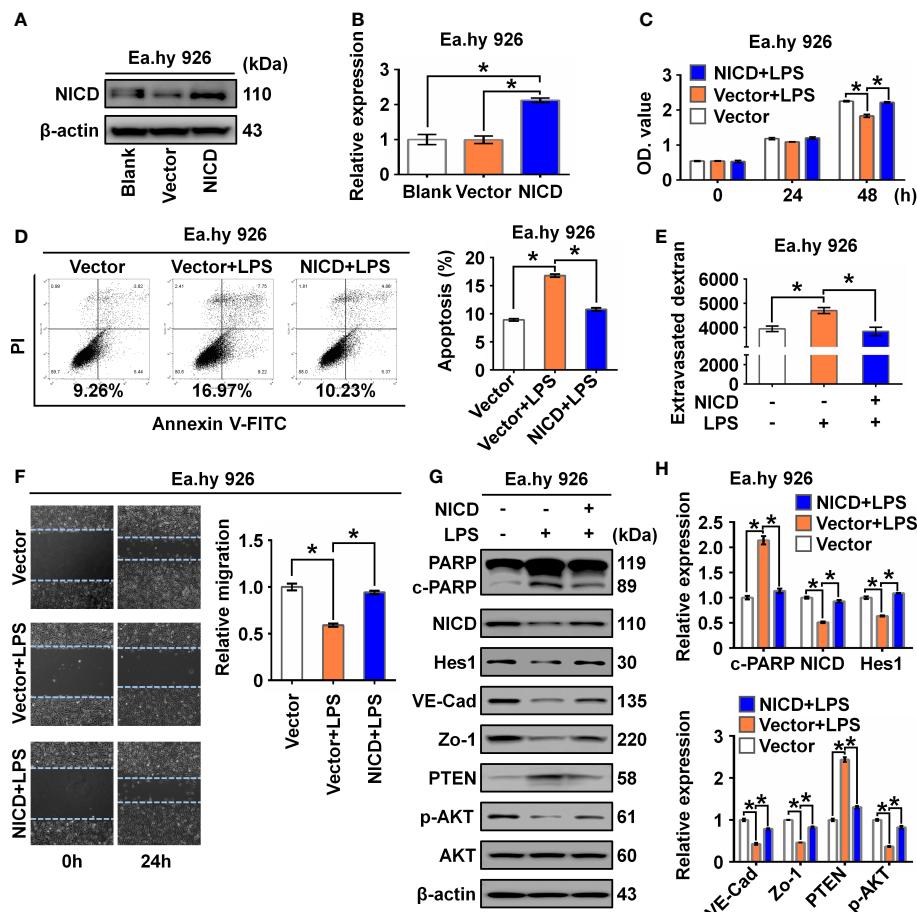 A
Ea.hy 926
(kDa)
NICD 110
β-actin 43
Blank Vector NICD
B
Ea.hy 926
Relative expression
3
2
1
0
* *
Blank Vector NICD
C
Ea.hy 926
NICD+LPS
Vector+LPS
Vector
OD. value
3
2
1
0
* *
0 24 48 (h)
D
Ea.hy 926
Vector Vector+LPS NICD+LPS
PI
9.26% 16.97% 10.23%
Annexin V-FITC
Ea.hy 926
Apoptosis (%)
20
15
10
5
0
* *
Vector Vector+LPS NICD+LPS
E
Ea.hy 926
Extravasated dextran
6000
5000
4000
2000
0
* *
NICD - - +
LPS - + +
F
Ea.hy 926
Vector
Vector+LPS
NICD+LPS
0h 24h
Relative migration
1.5
1.0
0.5
0
* *
Vector Vector+LPS NICD+LPS
G
Ea.hy 926
NICD - - +
LPS - + + (kDa)
PARP 119
c-PARP 89
NICD 110
Hes1 30
VE-Cad 135
Zo-1 220
PTEN 58
p-AKT 61
AKT 60
β-actin 43
H
Ea.hy 926
NICD+LPS
Vector+LPS
Vector
Relative expression
2.5
2.0
1.5
1.0
0.5
0
* * * * * *
c-PARP NICD Hes1
NICD+LPS
Vector+LPS
Vector
Relative expression
3
2
1
0
* * * * * * * *
VE-Cad Zo-1 PTEN p-AKT